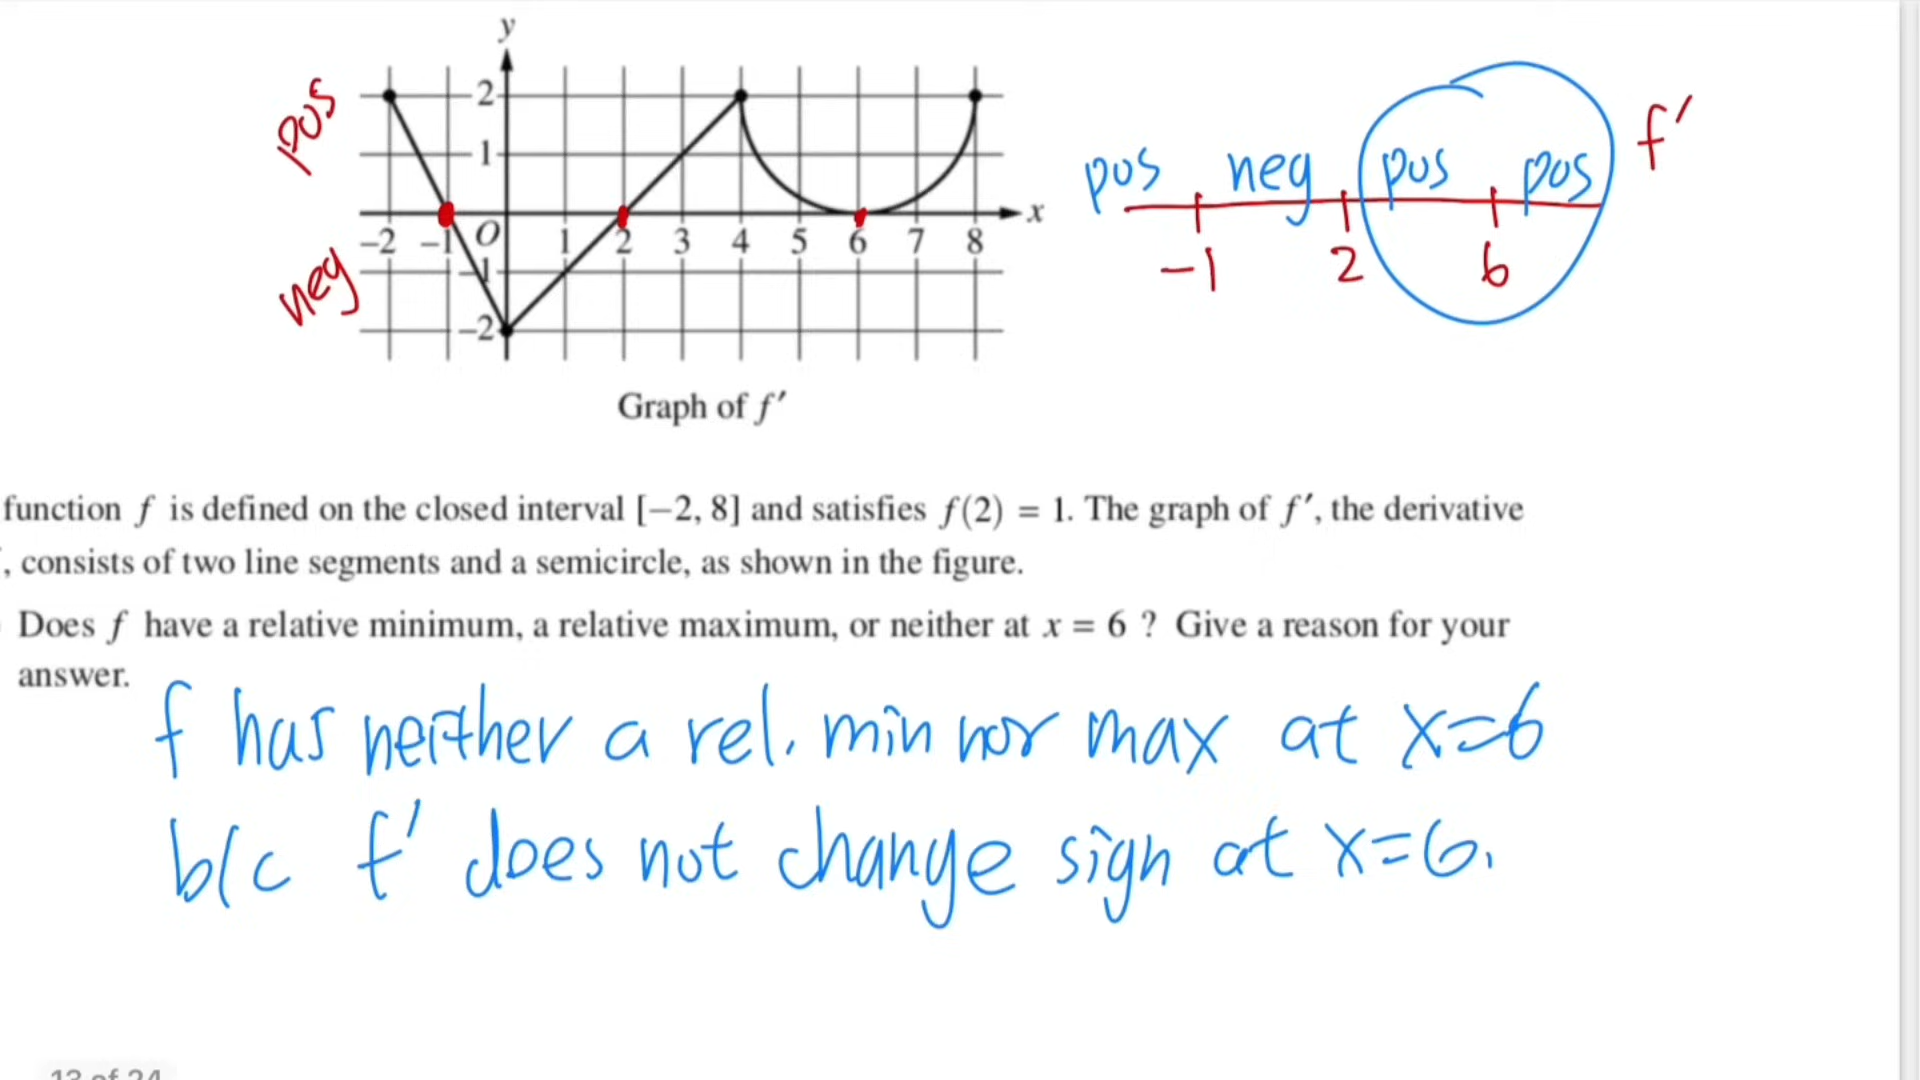 y
pos
neg
2
1
-1
-2
-2 -1 O 1 2 3 4 5 6 7 8 x
Graph of f′
pos neg pos pos f′
-1 2 6
function f is defined on the closed interval [−2, 8] and satisfies f(2) = 1. The graph of f′, the derivative
, consists of two line segments and a semicircle, as shown in the figure.
Does f have a relative minimum, a relative maximum, or neither at x = 6 ? Give a reason for your
answer.
f has neither a rel. min nor max at x=6
b/c f′ does not change sign at x=6.
13 of 24